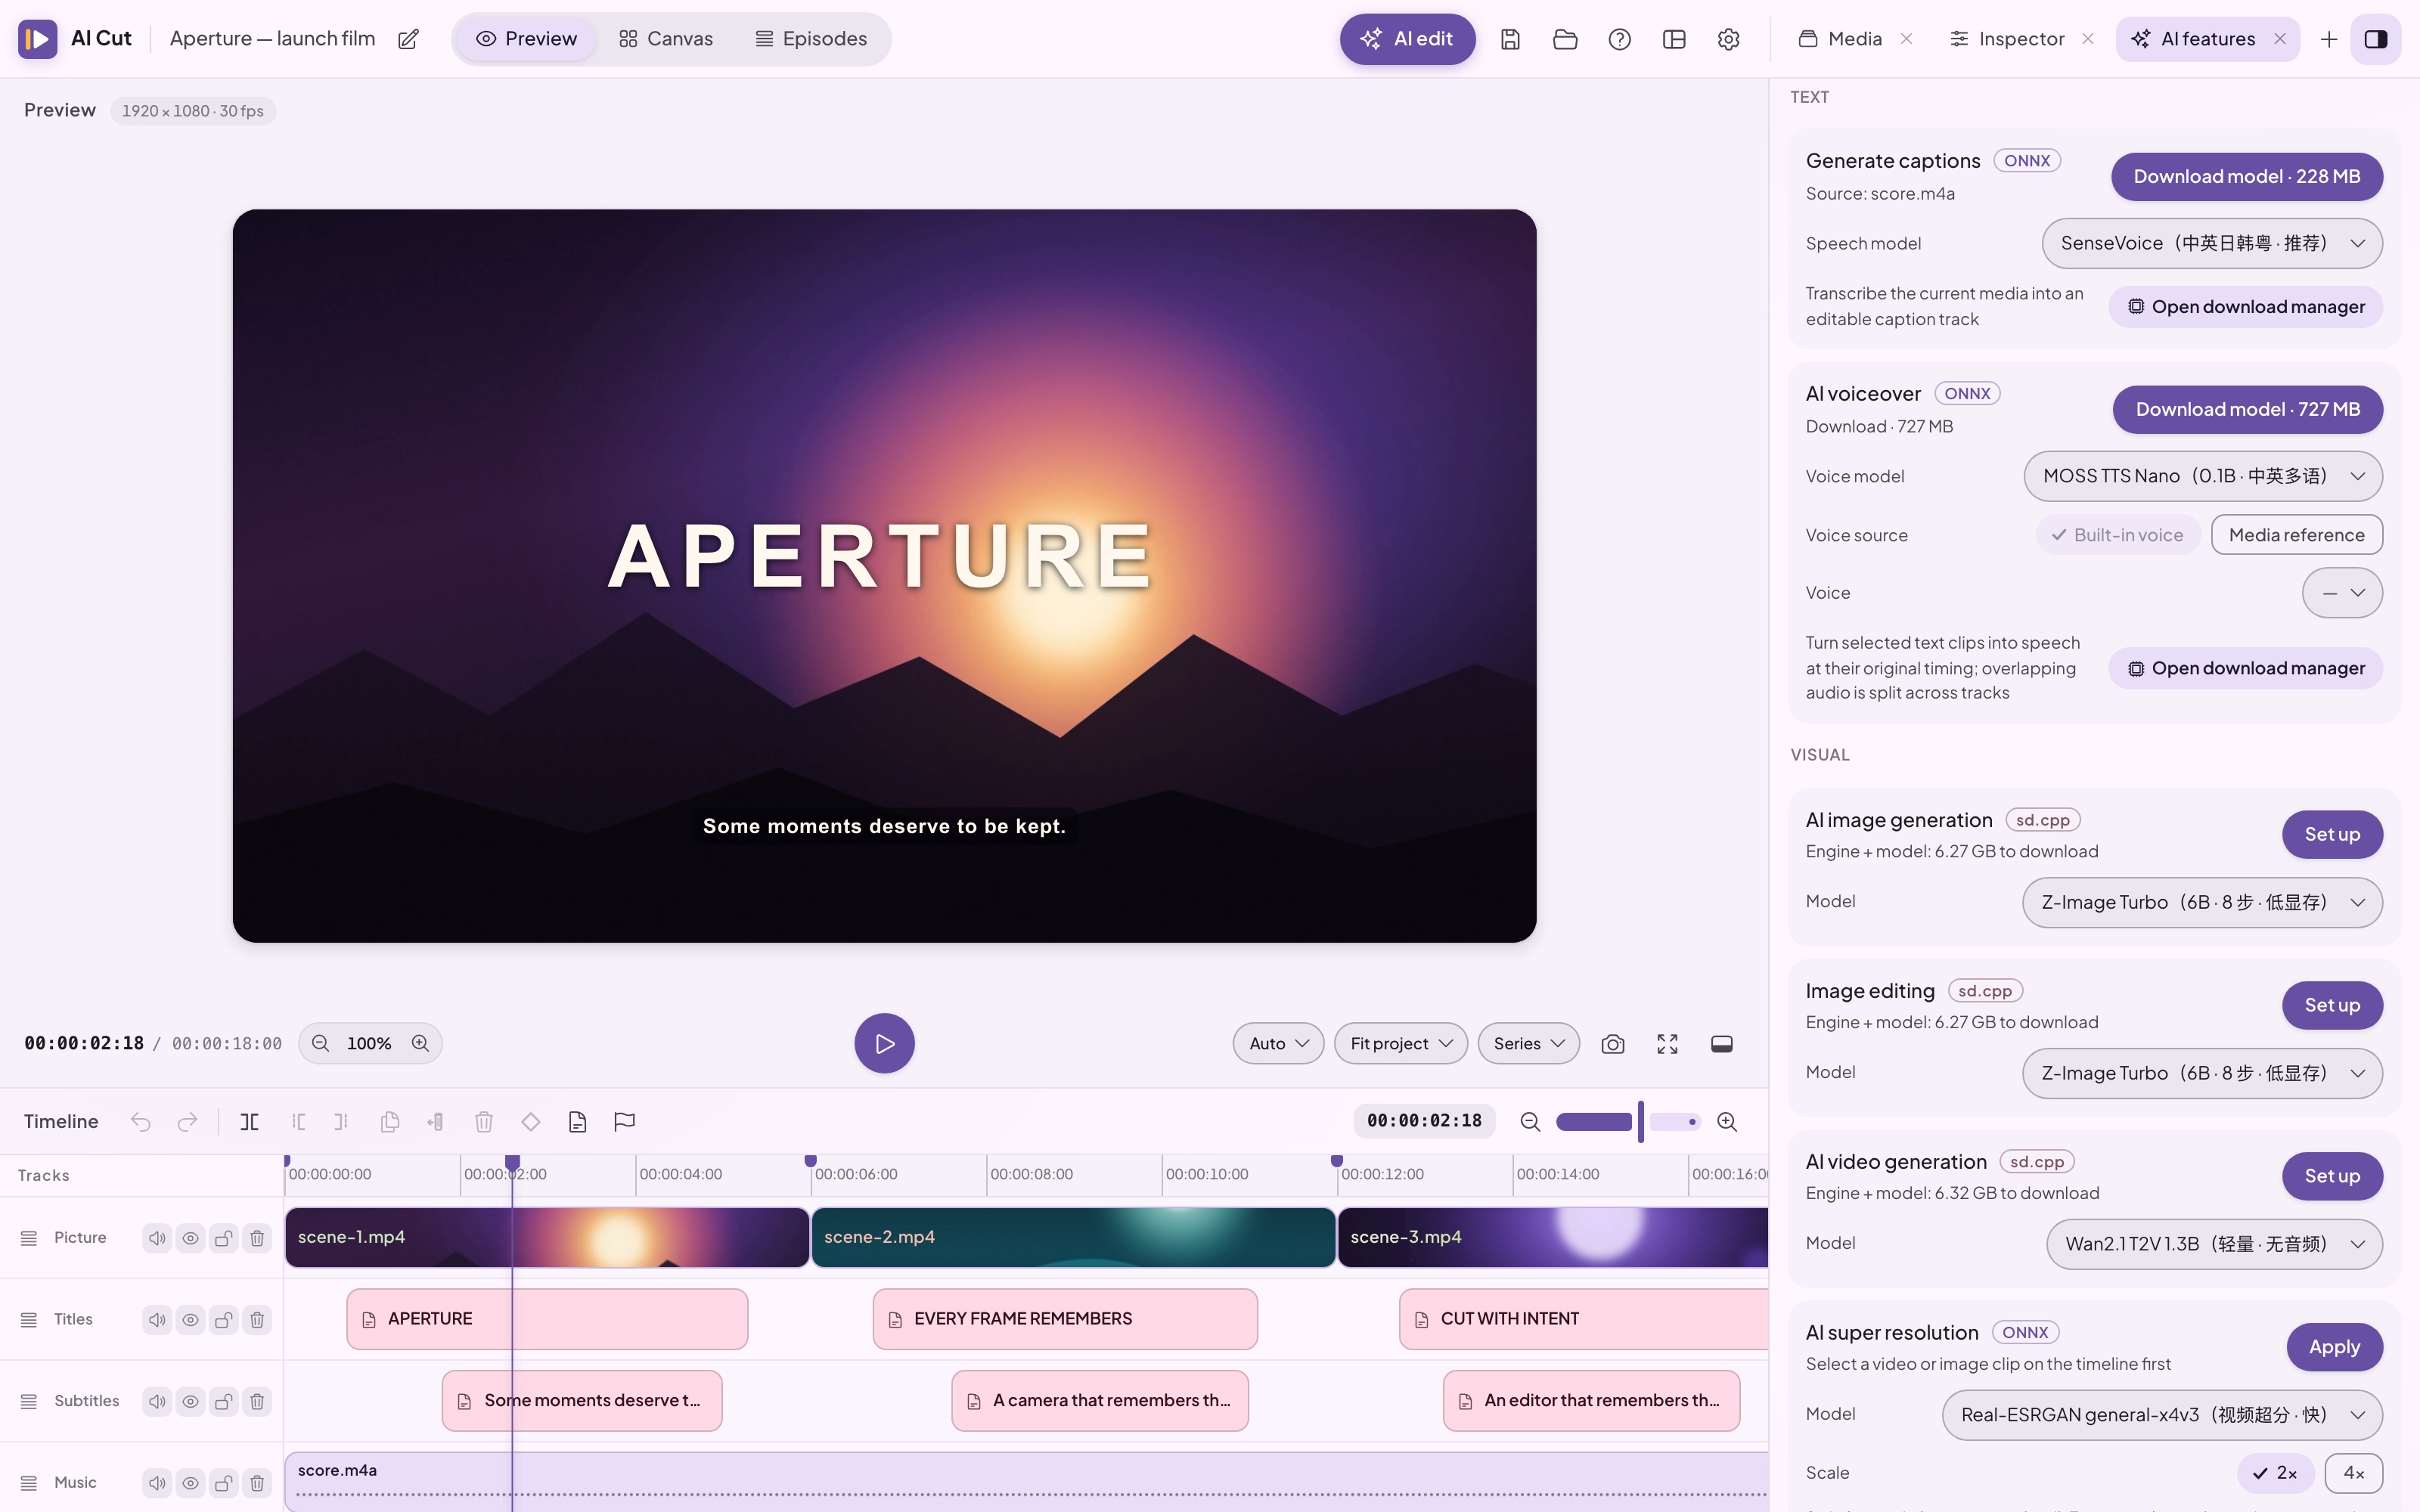 AI Cut
Aperture — launch film
Preview
Canvas
Episodes
AI edit
Media
Inspector
AI features
Preview
1920 × 1080 · 30 fps
APERTURE
Some moments deserve to be kept.
00:00:02:18 / 00:00:18:00
100%
Auto
Fit project
Series
TEXT
Generate captions ONNX
Download model · 228 MB
Source: score.m4a
Speech model
SenseVoice（中英日韩粤 · 推荐）
Transcribe the current media into an
editable caption track
Open download manager
AI voiceover ONNX
Download model · 727 MB
Download · 727 MB
Voice model
MOSS TTS Nano（0.1B · 中英多语）
Voice source
Built-in voice
Media reference
Voice
—
Turn selected text clips into speech
at their original timing; overlapping
audio is split across tracks
Open download manager
VISUAL
AI image generation sd.cpp
Set up
Engine + model: 6.27 GB to download
Model
Z-Image Turbo（6B · 8 步 · 低显存）
Image editing sd.cpp
Set up
Engine + model: 6.27 GB to download
Model
Z-Image Turbo（6B · 8 步 · 低显存）
AI video generation sd.cpp
Set up
Engine + model: 6.32 GB to download
Model
Wan2.1 T2V 1.3B（轻量 · 无音频）
AI super resolution ONNX
Apply
Select a video or image clip on the timeline first
Model
Real-ESRGAN general-x4v3（视频超分 · 快）
Scale
2×
4×
Timeline
00:00:02:18
Tracks
00:00:00:00
00:00:02:00
00:00:04:00
00:00:06:00
00:00:08:00
00:00:10:00
00:00:12:00
00:00:14:00
00:00:16:0
Picture
scene-1.mp4
scene-2.mp4
scene-3.mp4
Titles
APERTURE
EVERY FRAME REMEMBERS
CUT WITH INTENT
Subtitles
Some moments deserve t...
A camera that remembers th...
An editor that remembers th...
Music
score.m4a